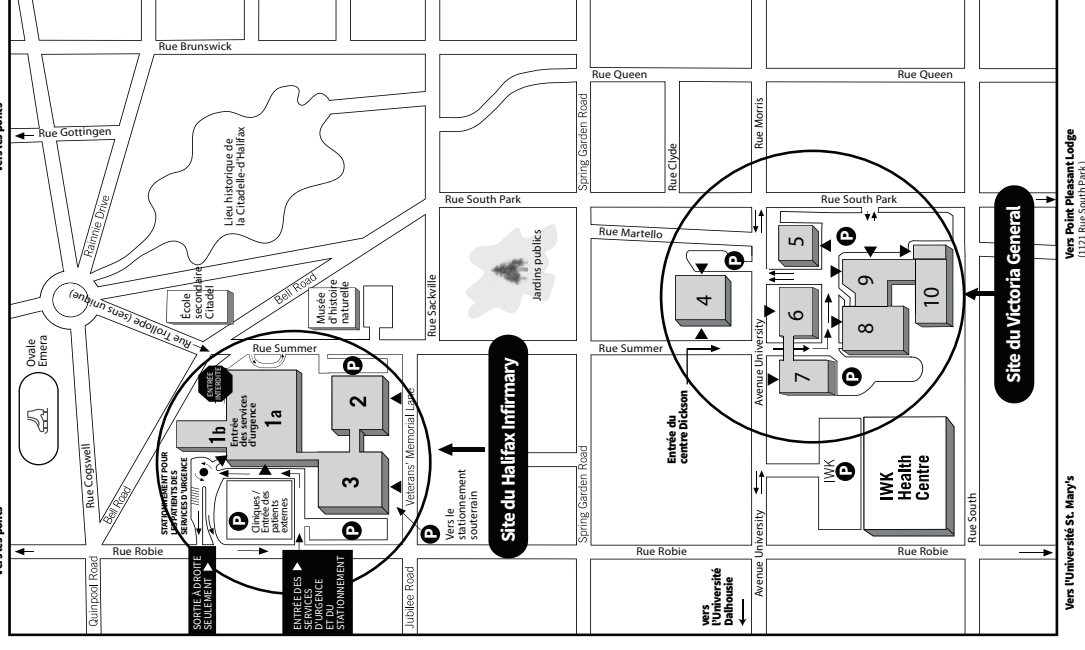 Vers les ponts
Rue Brunswick
Rue Gottingen
Rainnie Drive
Lieu historique de
la Citadelle-d'Halifax
Rue Queen
Rue Queen
Spring Garden Road
Rue Clyde
Rue Morris
Rue South Park
Rue South Park
Rue Martello
Jardins publics
Rue Sackville
Rue Trollope (sens unique)
École
secondaire
Citadel
Bell Road
Musée
d'histoire
naturelle
Ovale
Emera
Rue Cogswell
Bell Road
Rue Summer
Rue Summer
ENTRÉE
INTERDITE
1b
Entrée
des services
d'urgence
1a
2
3
P
P
P
P
STATIONNEMENT POUR
LES PATIENTS DES
SERVICES D'URGENCE
Cliniques /
Entrée des
patients
externes
Veterans' Memorial Lane
Vers le
stationnement
souterrain
Site du Halifax Infirmary
Entrée du
centre Dickson
4
5
6
7
8
9
10
P
P
P
P
Avenue University
Avenue University
IWK
IWK
Health
Centre
Site du Victoria General
Rue South
Spring Garden Road
Rue Robie
Rue Robie
Rue Robie
Quinpool Road
Jubilee Road
SORTIE À DROITE
SEULEMENT
ENTRÉE DES
SERVICES
D'URGENCE
ET DU
STATIONNEMENT
vers
l'Université
Dalhousie
Vers Point Pleasant Lodge
(1121 Rue South Park)
Vers l'Université St. Mary's